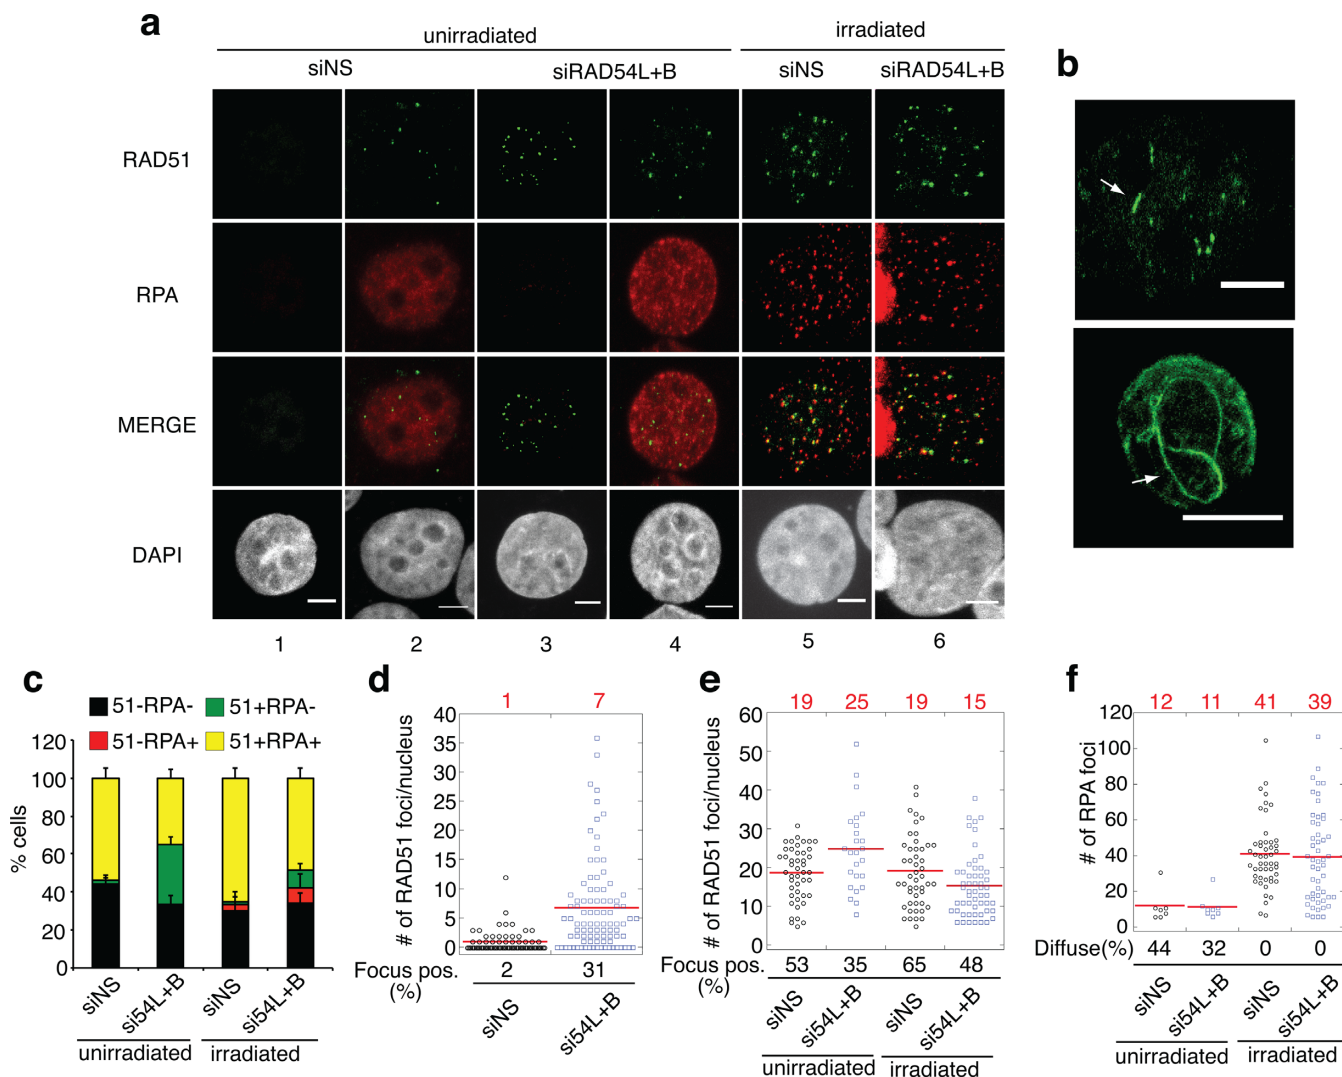 a
unirradiated
irradiated
siNS
siRAD54L+B
siNS
siRAD54L+B
RAD51
RPA
MERGE
DAPI
1 2 3 4 5 6
b
c
51-RPA- 51+RPA-
51-RPA+ 51+RPA+
% cells
120
100
80
60
40
20
0
siNS
si54L+B
siNS
si54L+B
unirradiated
irradiated
d
1 7
# of RAD51 foci/nucleus
40
35
30
25
20
15
10
5
0
Focus pos. 2 31
(%)
siNS
si54L+B
e
19 25 19 15
# of RAD51 foci/nucleus
60
50
40
30
20
10
0
Focus pos. 53 35 65 48
(%)
siNS
si54L+B
siNS
si54L+B
unirradiated
irradiated
f
12 11 41 39
# of RPA foci
120
100
80
60
40
20
0
Diffuse(%) 44 32 0 0
siNS
si54L+B
siNS
si54L+B
unirradiated
irradiated